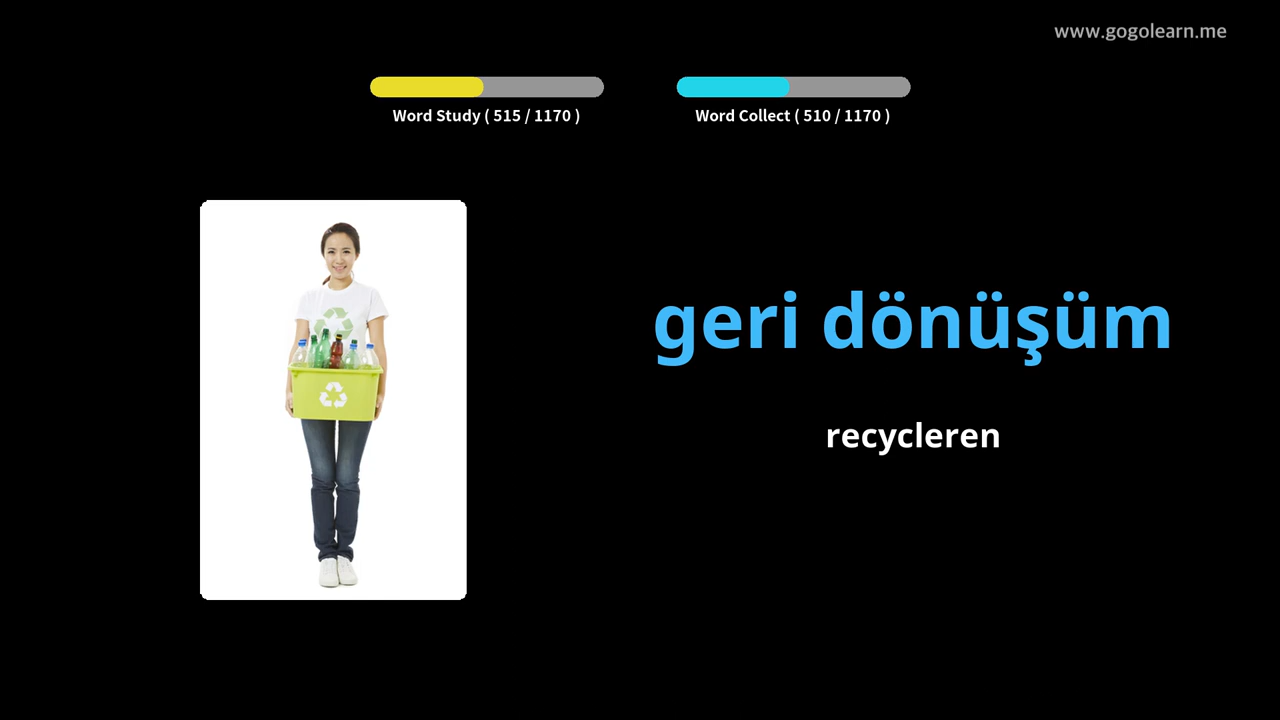 www.gogolearn.me
Word Study ( 515 / 1170 )
Word Collect ( 510 / 1170 )
geri dönüşüm
recycleren